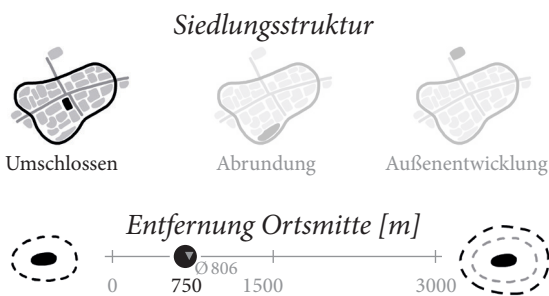 Siedlungsstruktur
Umschlossen Abrundung Außenentwicklung
Entfernung Ortsmitte [m]
Ø 806
0 750 1500 3000